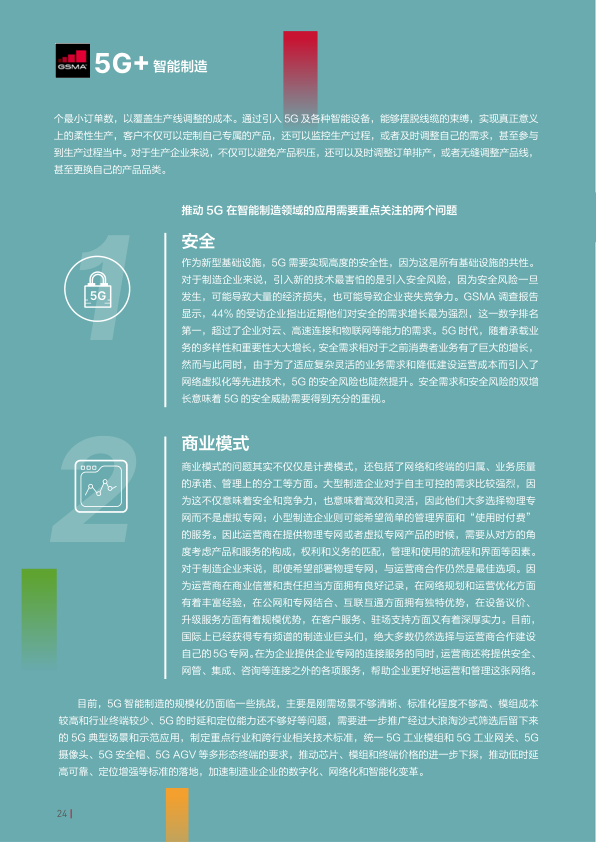 GSMA
5G+ 智能制造
个最小订单数，以覆盖生产线调整的成本。通过引入 5G 及各种智能设备，能够摆脱线缆的束缚，实现真正意义
上的柔性生产，客户不仅可以定制自己专属的产品，还可以监控生产过程，或者及时调整自己的需求，甚至参与
到生产过程当中。对于生产企业来说，不仅可以避免产品积压，还可以及时调整订单排产，或者无缝调整产品线，
甚至更换自己的产品品类。
推动 5G 在智能制造领域的应用需要重点关注的两个问题
1
5G
安全
作为新型基础设施，5G 需要实现高度的安全性，因为这是所有基础设施的共性。
对于制造企业来说，引入新的技术最害怕的是引入安全风险，因为安全风险一旦
发生，可能导致大量的经济损失，也可能导致企业丧失竞争力。GSMA 调查报告
显示，44% 的受访企业指出近期他们对安全的需求增长最为强烈，这一数字排名
第一，超过了企业对云、高速连接和物联网等能力的需求。5G 时代，随着承载业
务的多样性和重要性大大增长，安全需求相对于之前消费者业务有了巨大的增长，
然而与此同时，由于为了适应复杂灵活的业务需求和降低建设运营成本而引入了
网络虚拟化等先进技术，5G 的安全风险也陡然提升。安全需求和安全风险的双增
长意味着 5G 的安全威胁需要得到充分的重视。
2
商业模式
商业模式的问题其实不仅仅是计费模式，还包括了网络和终端的归属、业务质量
的承诺、管理上的分工等方面。大型制造企业对于自主可控的需求比较强烈，因
为这不仅意味着安全和竞争力，也意味着高效和灵活，因此他们大多选择物理专
网而不是虚拟专网；小型制造企业则可能希望简单的管理界面和“使用时付费”
的服务。因此运营商在提供物理专网或者虚拟专网产品的时候，需要从对方的角
度考虑产品和服务的构成，权利和义务的匹配，管理和使用的流程和界面等因素。
对于制造企业来说，即使希望部署物理专网，与运营商合作仍然是最佳选项。因
为运营商在商业信誉和责任担当方面拥有良好记录，在网络规划和运营优化方面
有着丰富经验，在公网和专网结合、互联互通方面拥有独特优势，在设备议价、
升级服务方面有着规模优势，在客户服务、驻场支持方面又有着深厚实力。目前，
国际上已经获得专有频谱的制造业巨头们，绝大多数仍然选择与运营商合作建设
自己的 5G 专网。在为企业提供企业专网的连接服务的同时，运营商还将提供安全、
网管、集成、咨询等连接之外的各项服务，帮助企业更好地运营和管理这张网络。
目前，5G 智能制造的规模化仍面临一些挑战，主要是刚需场景不够清晰、标准化程度不够高、模组成本
较高和行业终端较少、5G 的时延和定位能力还不够好等问题，需要进一步推广经过大浪淘沙式筛选后留下来
的 5G 典型场景和示范应用，制定重点行业和跨行业相关技术标准，统一 5G 工业模组和 5G 工业网关、5G
摄像头、5G 安全帽、5G AGV 等多形态终端的要求，推动芯片、模组和终端价格的进一步下探，推动低时延
高可靠、定位增强等标准的落地，加速制造业企业的数字化、网络化和智能化变革。
24 |